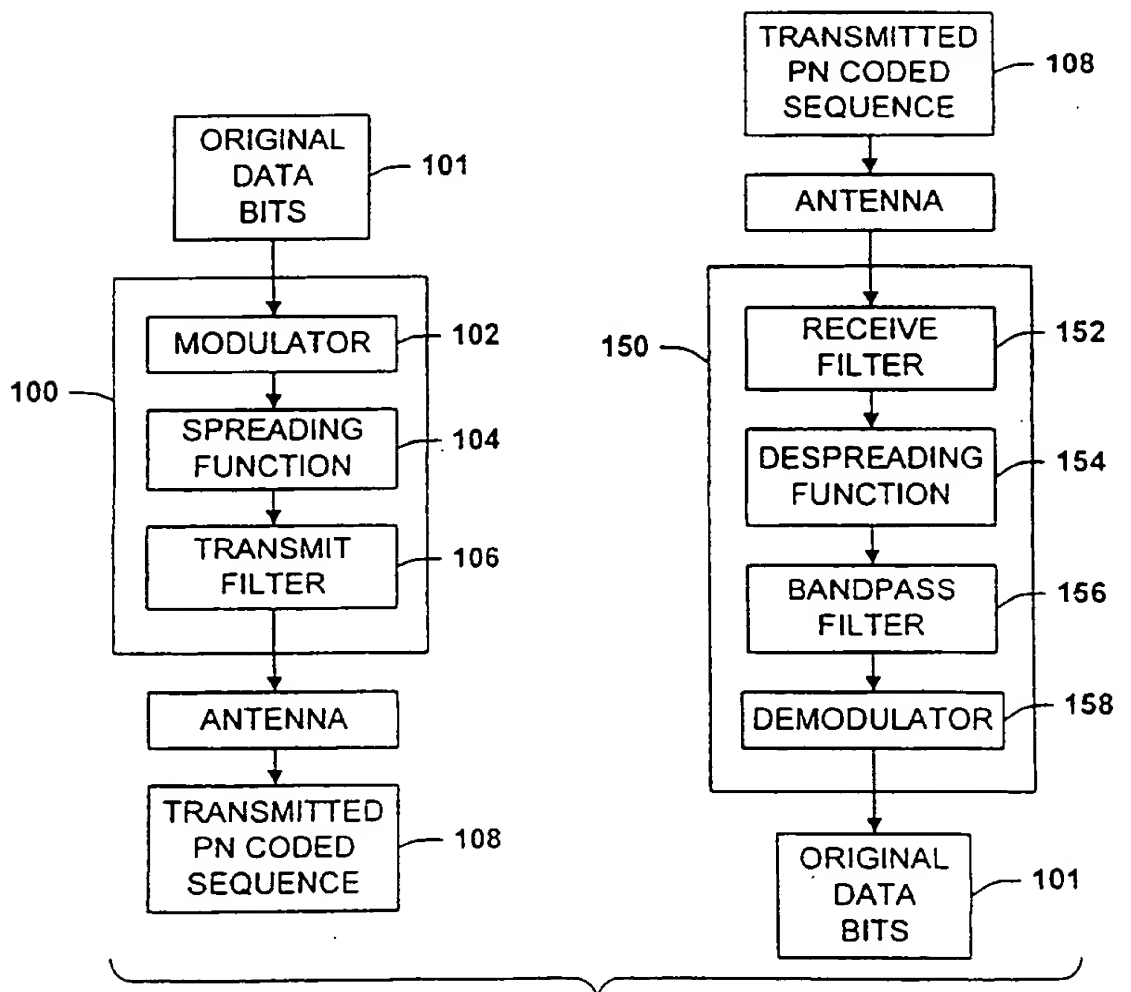 ORIGINAL
DATA
BITS
101
100
MODULATOR
102
SPREADING
FUNCTION
104
TRANSMIT
FILTER
106
ANTENNA
TRANSMITTED
PN CODED
SEQUENCE
108
TRANSMITTED
PN CODED
SEQUENCE
108
ANTENNA
150
RECEIVE
FILTER
152
DESPREADING
FUNCTION
154
BANDPASS
FILTER
156
DEMODULATOR
158
ORIGINAL
DATA
BITS
101